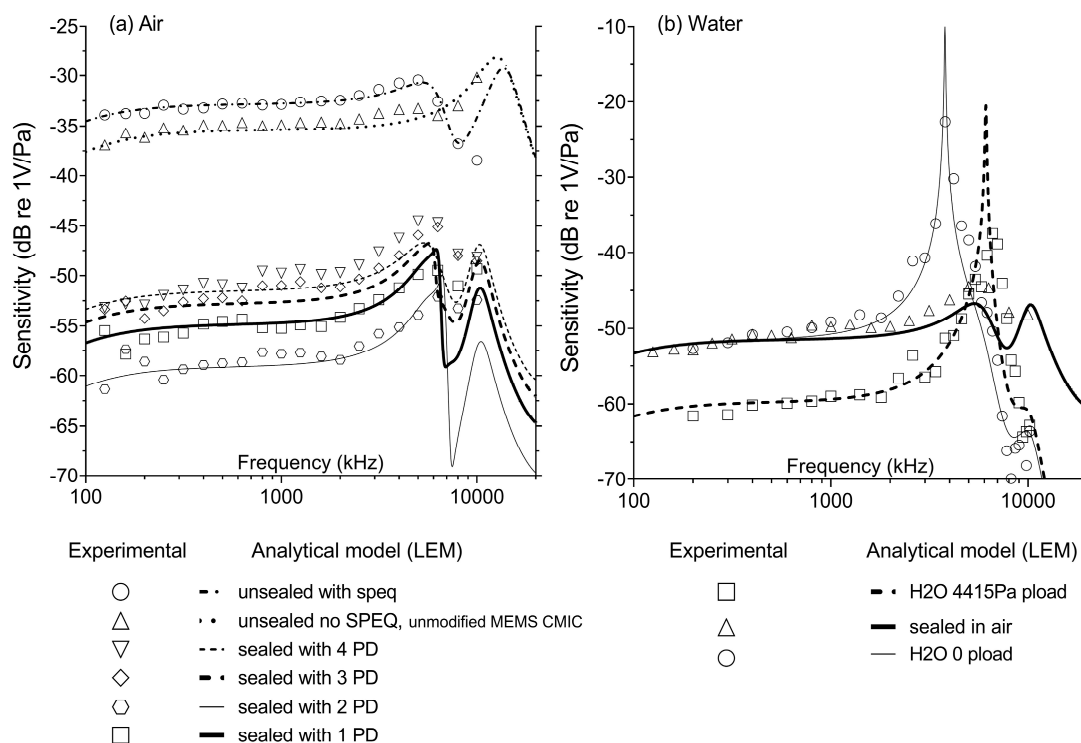 (a) Air
(b) Water
Sensitivity (dB re 1V/Pa)
-25
-30
-35
-40
-45
-50
-55
-60
-65
-70
Frequency (kHz)
100
1000
10000
Sensitivity (dB re 1V/Pa)
-10
-20
-30
-40
-50
-60
-70
Frequency (kHz)
100
1000
10000
Experimental Analytical model (LEM)
unsealed with speq
unsealed no SPEQ, unmodified MEMS CMIC
sealed with 4 PD
sealed with 3 PD
sealed with 2 PD
sealed with 1 PD
Experimental Analytical model (LEM)
H2O 4415Pa pload
sealed in air
H2O 0 pload